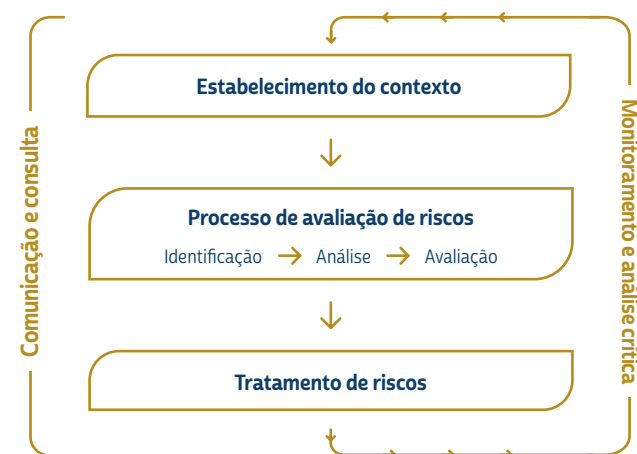 Estabelecimento do contexto
Comunicação e consulta
Monitoramento e análise crítica
Processo de avaliação de riscos
Identificação → Análise → Avaliação
Tratamento de riscos